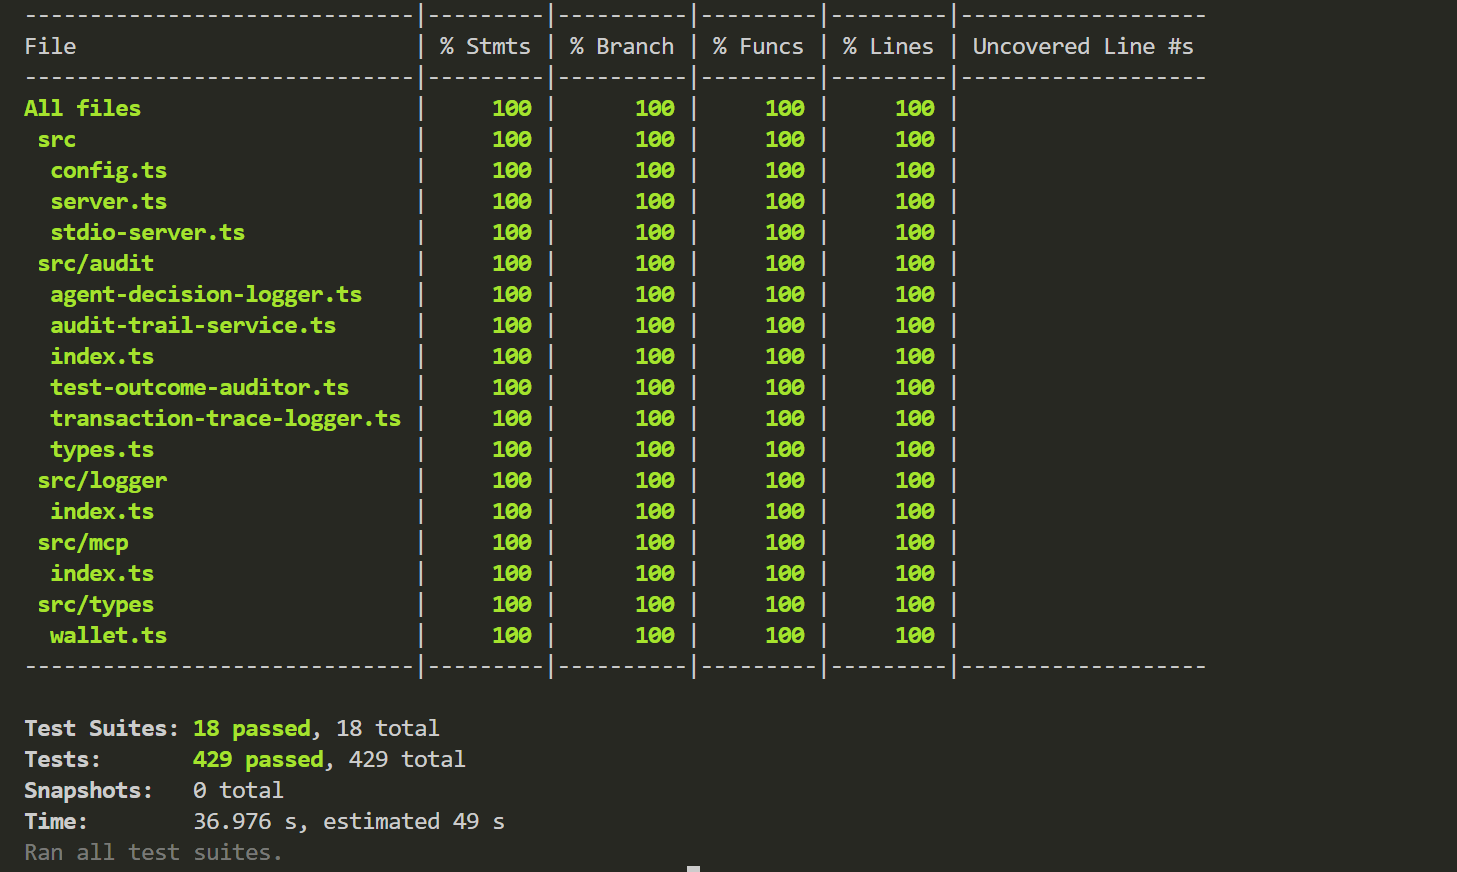 ------------------------------|---------|----------|---------|---------|-------------------
File                          | % Stmts | % Branch | % Funcs | % Lines | Uncovered Line #s
------------------------------|---------|----------|---------|---------|-------------------
All files                     |     100 |      100 |     100 |     100 |
 src                          |     100 |      100 |     100 |     100 |
  config.ts                   |     100 |      100 |     100 |     100 |
  server.ts                   |     100 |      100 |     100 |     100 |
  stdio-server.ts             |     100 |      100 |     100 |     100 |
 src/audit                    |     100 |      100 |     100 |     100 |
  agent-decision-logger.ts    |     100 |      100 |     100 |     100 |
  audit-trail-service.ts      |     100 |      100 |     100 |     100 |
  index.ts                    |     100 |      100 |     100 |     100 |
  test-outcome-auditor.ts     |     100 |      100 |     100 |     100 |
  transaction-trace-logger.ts |     100 |      100 |     100 |     100 |
  types.ts                    |     100 |      100 |     100 |     100 |
 src/logger                   |     100 |      100 |     100 |     100 |
  index.ts                    |     100 |      100 |     100 |     100 |
 src/mcp                      |     100 |      100 |     100 |     100 |
  index.ts                    |     100 |      100 |     100 |     100 |
 src/types                    |     100 |      100 |     100 |     100 |
  wallet.ts                   |     100 |      100 |     100 |     100 |
------------------------------|---------|----------|---------|---------|-------------------

Test Suites: 18 passed, 18 total
Tests:       429 passed, 429 total
Snapshots:   0 total
Time:        36.976 s, estimated 49 s
Ran all test suites.